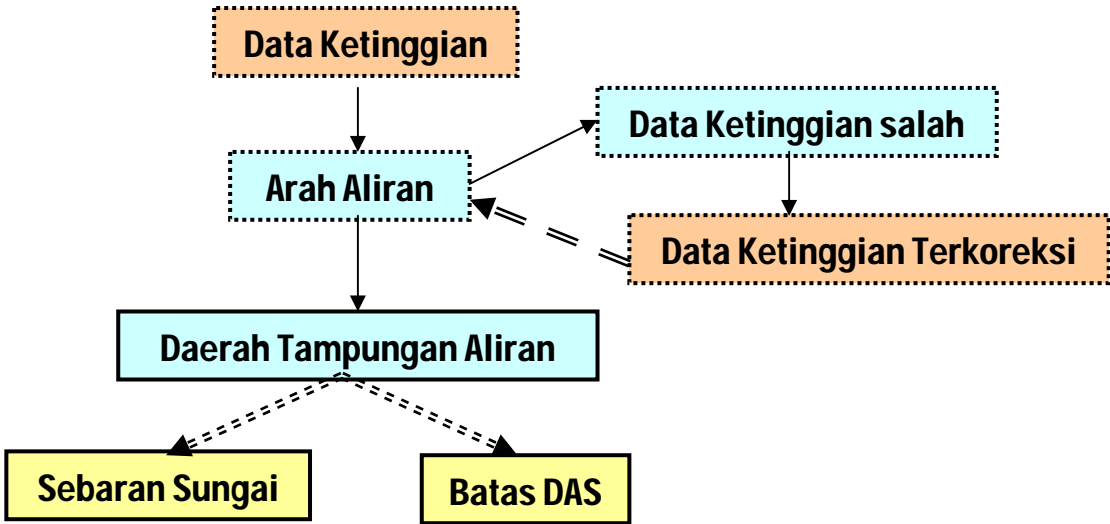 Data Ketinggian
Data Ketinggian salah
Arah Aliran
Data Ketinggian Terkoreksi
Daerah Tampungan Aliran
Sebaran Sungai
Batas DAS